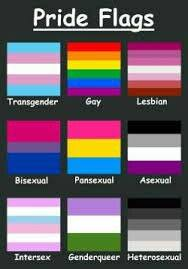 Pride Flags
Transgender Gay Lesbian
Bisexual Pansexual Asexual
Intersex Genderqueer Heterosexual